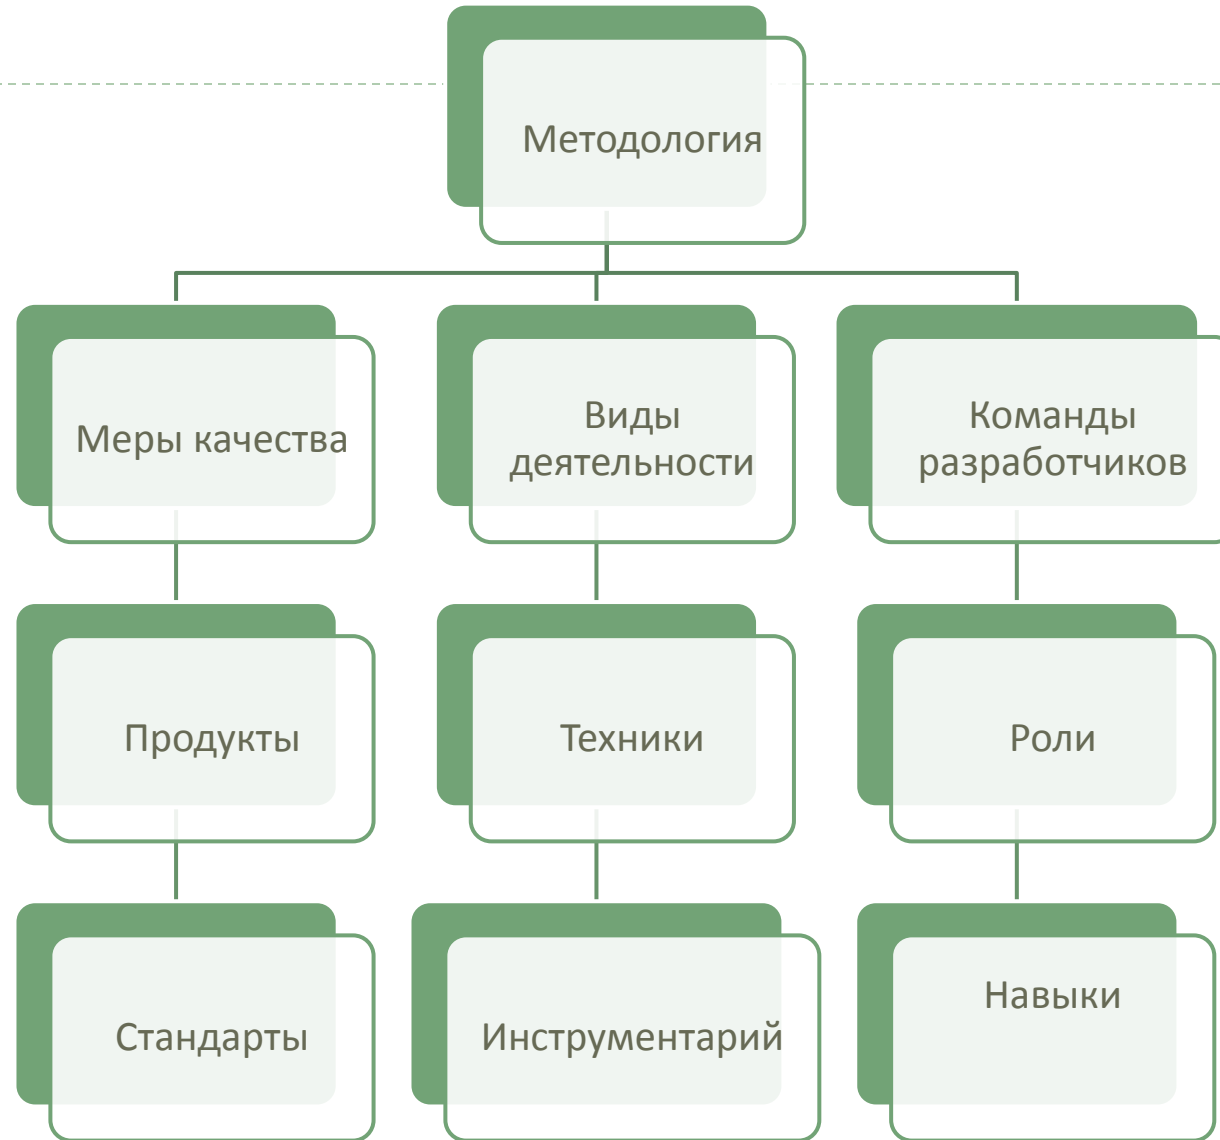 Методология
Меры качества
Виды
деятельности
Команды
разработчиков
Продукты
Техники
Роли
Стандарты
Инструментарий
Навыки